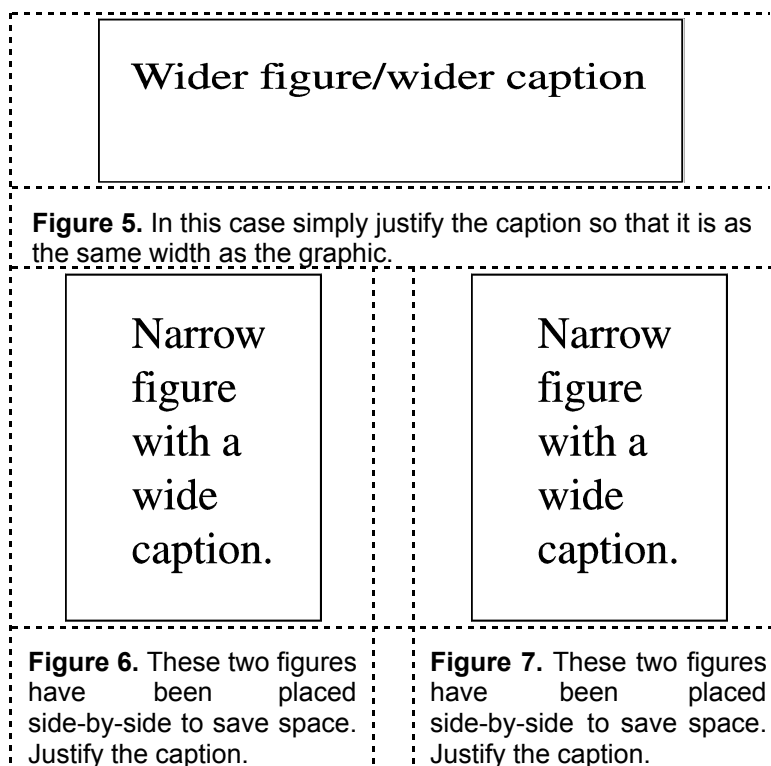 Wider figure/wider caption
Figure 5. In this case simply justify the caption so that it is as
the same width as the graphic.
Narrow
figure
with a
wide
caption.
Figure 6. These two figures
have been placed
side-by-side to save space.
Justify the caption.
Narrow
figure
with a
wide
caption.
Figure 7. These two figures
have been placed
side-by-side to save space.
Justify the caption.